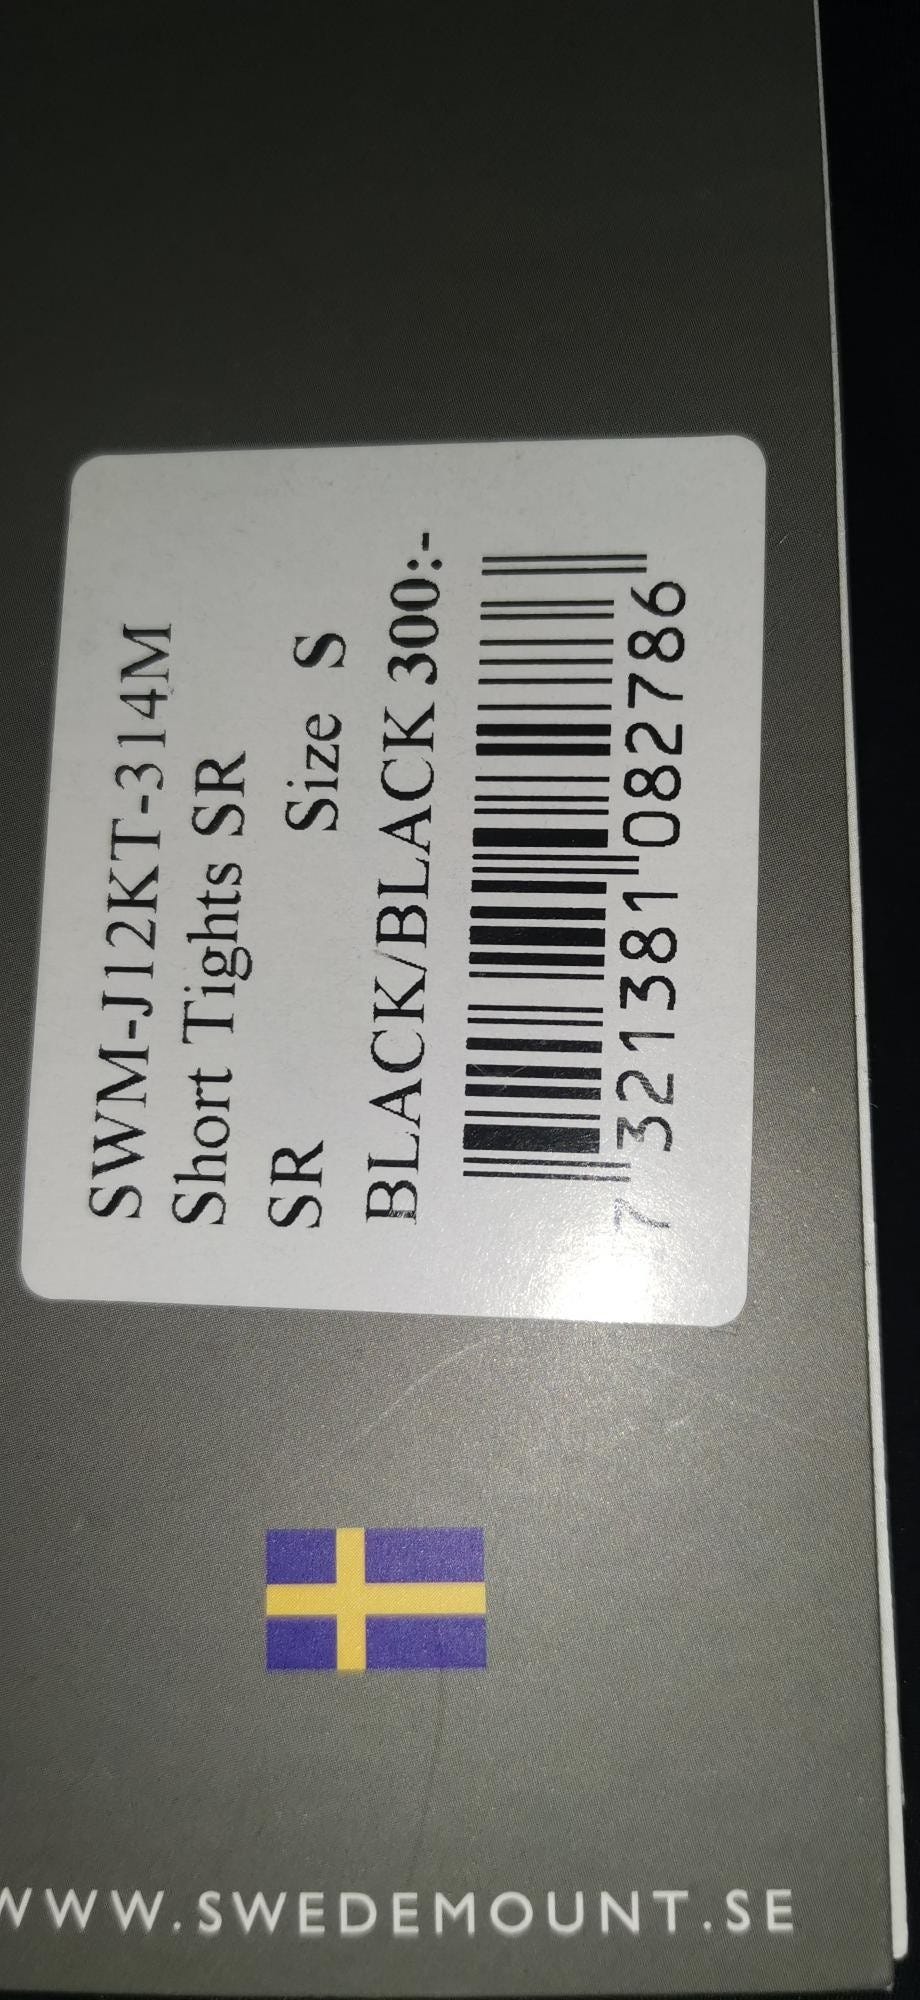 SWM-J12KT-314M
Short Tights SR
SR Size S
BLACK/BLACK 300:-
7 321381 082786
WWW.SWEDEMOUNT.SE